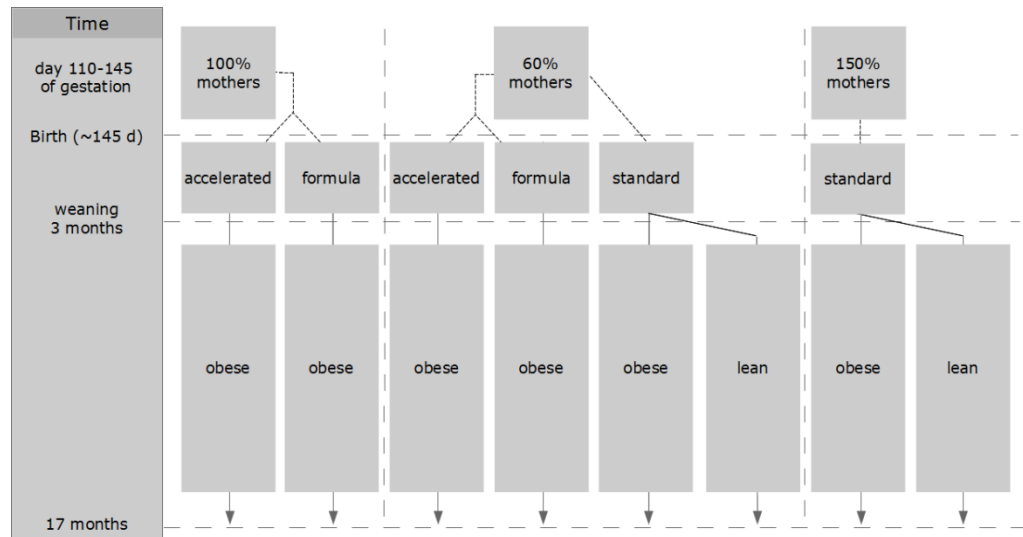 Time
day 110-145
of gestation
100%
mothers
60%
mothers
150%
mothers
Birth (~145 d)
accelerated
formula
accelerated
formula
standard
standard
weaning
3 months
obese
obese
obese
obese
obese
lean
obese
lean
17 months